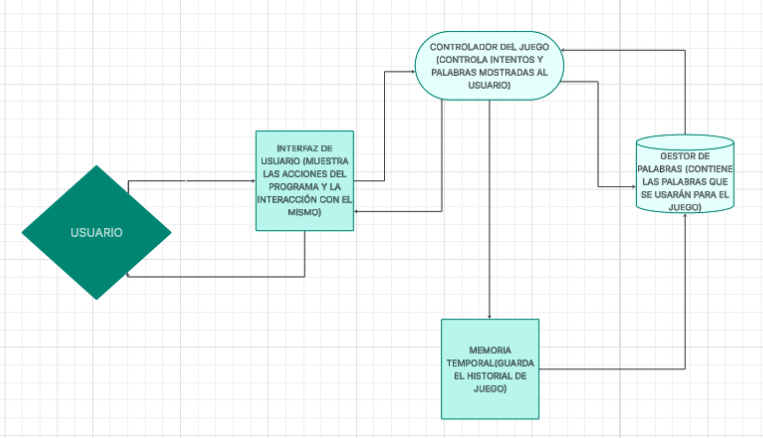 CONTROLADOR DEL JUEGO
(CONTROLA INTENTOS Y
PALABRAS MOSTRADAS AL
USUARIO)
INTERFAZ DE
USUARIO (MUESTRA
LAS ACCIONES DEL
PROGRAMA Y LA
INTERACCIÓN CON EL
MISMO)
GESTOR DE
PALABRAS (CONTIENE
LAS PALABRAS QUE
SE USARÁN PARA EL
JUEGO)
USUARIO
MEMORIA
TEMPORAL(GUARDA
EL HISTORIAL DE
JUEGO)